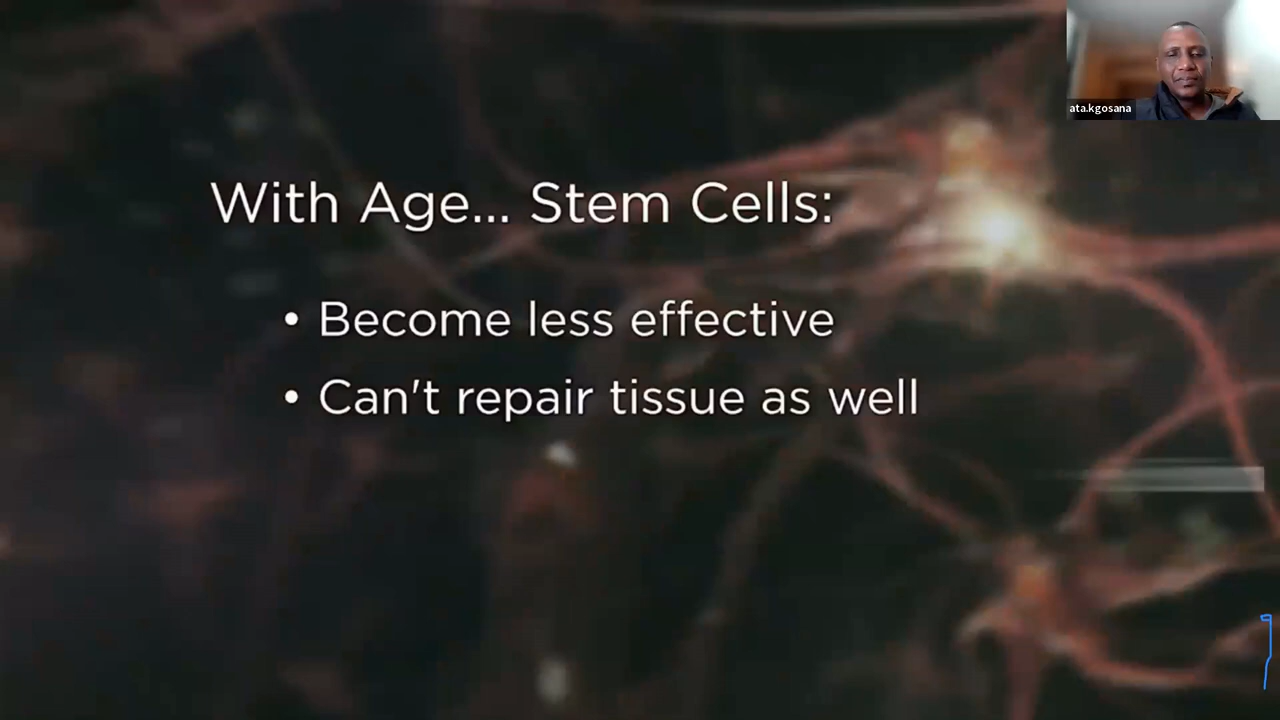 ata.kgosana
With Age... Stem Cells:
• Become less effective
• Can't repair tissue as well